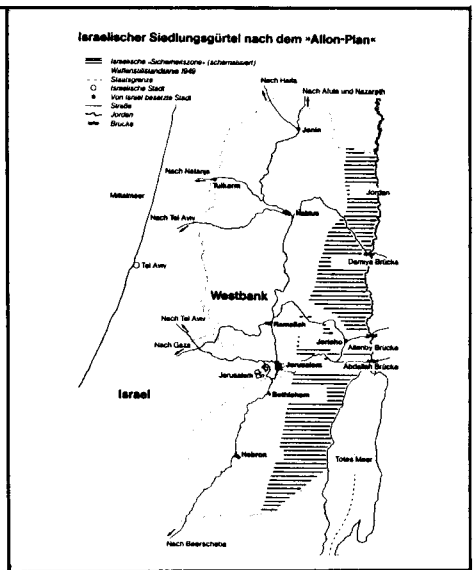 Israelischer Siedlungsgürtel nach dem »Allon-Plan«
Israelische »Sicherheitszone« (schematisiert)
Waffenstillstandslinie 1949
Staatsgrenze
Israelische Stadt
Von Israel besetzte Stadt
Straße
Jordan
Brücke
Nach Haifa
Nach Afula und Nazareth
Jenin
Nach Netanja
Tulkarm
Mittelmeer
Jordan
Nablus
Nach Tel Aviv
Damiya Brücke
Tel Aviv
Westbank
Nach Tel Aviv
Ramallah
Jericho
Allenby Brücke
Nach Gaza
Abdallah Brücke
Jerusalem
Jerusalem
Israel
Bethlehem
Hebron
Totes Meer
Nach Beerscheba